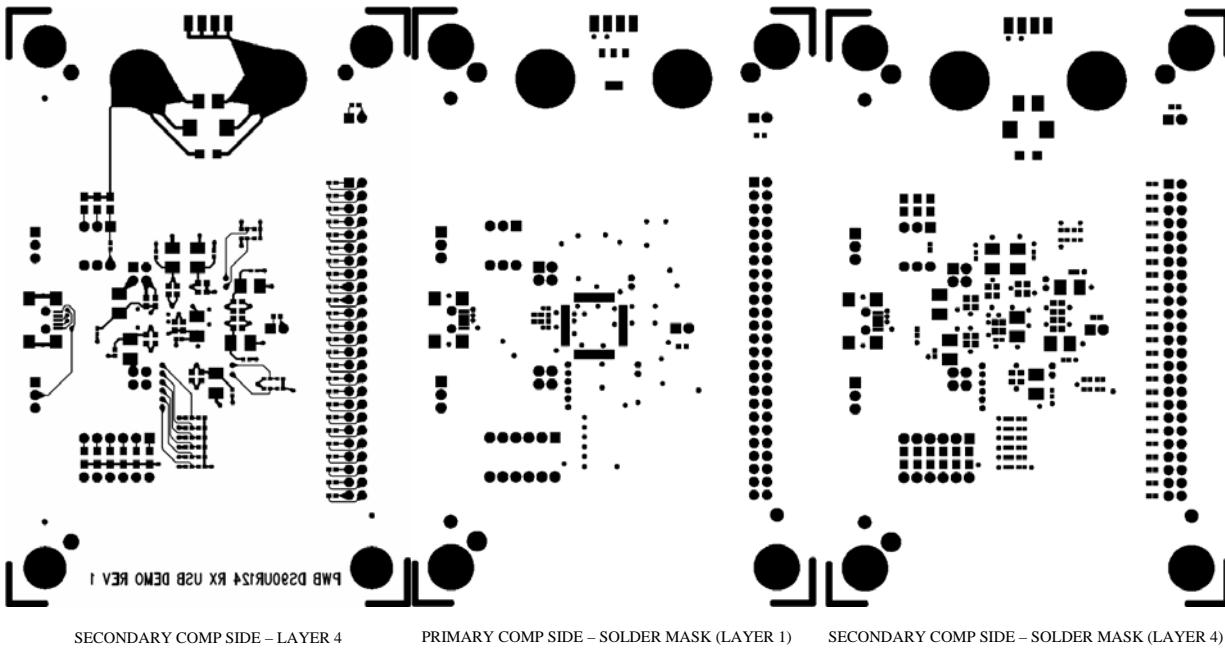 PWB DS90UR124 RX USB DEMO REV 1
SECONDARY COMP SIDE – LAYER 4
PRIMARY COMP SIDE – SOLDER MASK (LAYER 1)
SECONDARY COMP SIDE – SOLDER MASK (LAYER 4)